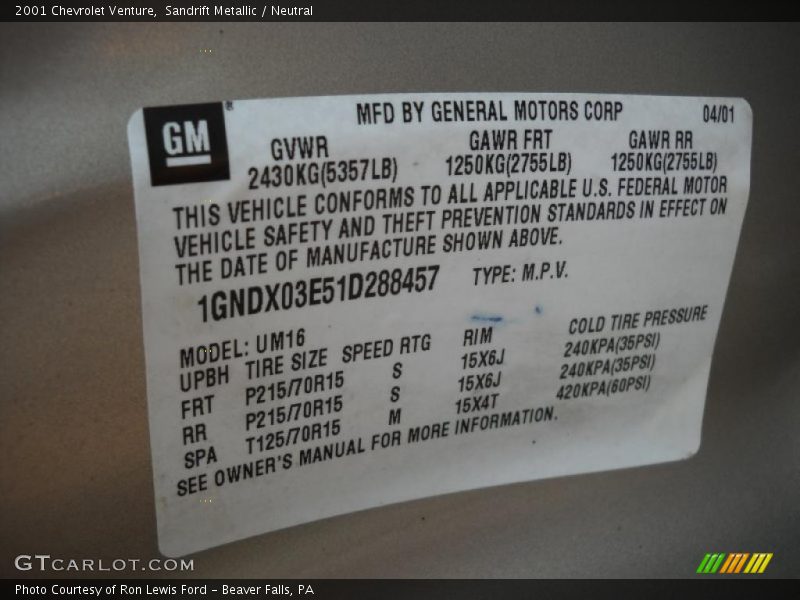 2001 Chevrolet Venture, Sandrift Metallic / Neutral
GM®
MFD BY GENERAL MOTORS CORP 04/01
GVWR GAWR FRT GAWR RR
2430KG(5357LB) 1250KG(2755LB) 1250KG(2755LB)
THIS VEHICLE CONFORMS TO ALL APPLICABLE U.S. FEDERAL MOTOR
VEHICLE SAFETY AND THEFT PREVENTION STANDARDS IN EFFECT ON
THE DATE OF MANUFACTURE SHOWN ABOVE.
1GNDX03E51D288457 TYPE: M.P.V.
MODEL: UM16
UPBH TIRE SIZE SPEED RTG RIM COLD TIRE PRESSURE
FRT P215/70R15 S 15X6J 240KPA(35PSI)
RR P215/70R15 S 15X6J 240KPA(35PSI)
SPA T125/70R15 M 15X4T 420KPA(60PSI)
SEE OWNER'S MANUAL FOR MORE INFORMATION.
GTCARLOT.COM
Photo Courtesy of Ron Lewis Ford - Beaver Falls, PA